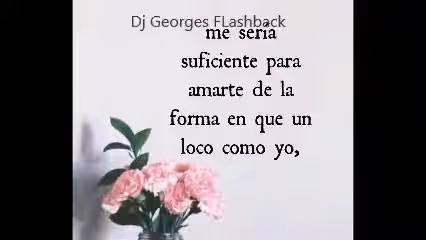 Dj Georges FLashback
me sería
suficiente para
amarte de la
forma en que un
loco como yo,